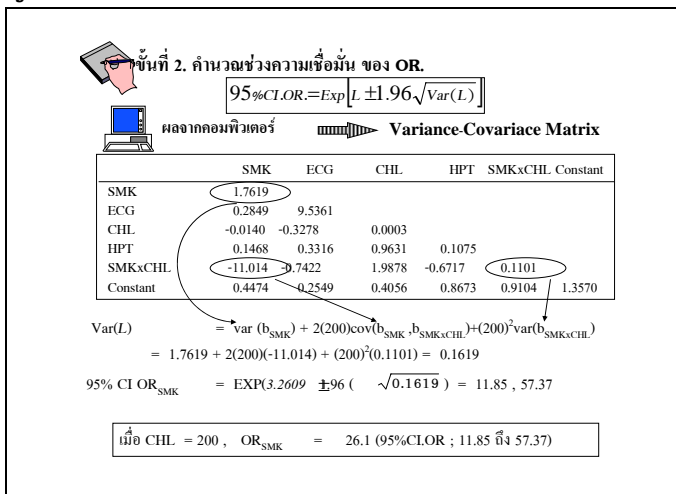 ขั้นที่ 2. คำนวณช่วงความเชื่อมั่น ของ OR.
95%CI.OR.=Exp[L ±1.96√Var(L)]
ผลจากคอมพิวเตอร์ Variance-Covariace Matrix
SMK ECG CHL HPT SMKxCHL Constant
SMK 1.7619
ECG 0.2849 9.5361
CHL -0.0140 -0.3278 0.0003
HPT 0.1468 0.3316 0.9631 0.1075
SMKxCHL -11.014 -0.7422 1.9878 -0.6717 0.1101
Constant 0.4474 0.2549 0.4056 0.8673 0.9104 1.3570
Var(L) = var (bSMK) + 2(200)cov(bSMK ,bSMKxCHL)+(200)²var(bSMKxCHL)
= 1.7619 + 2(200)(-11.014) + (200)²(0.1101) = 0.1619
95% CI ORSMK = EXP(3.2609 ±.96 ( √0.1619 ) = 11.85 , 57.37
เมื่อ CHL = 200 , ORSMK = 26.1 (95%CI.OR ; 11.85 ถึง 57.37)